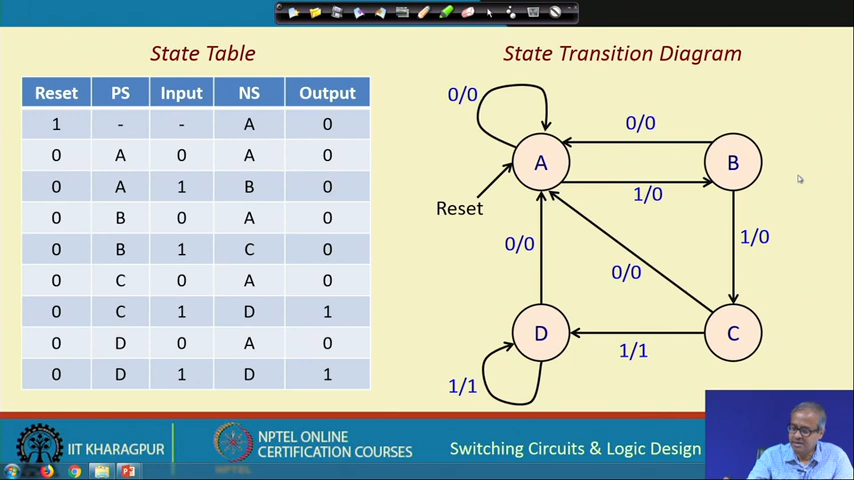 State Table
Reset PS Input NS Output
1 - - A 0
0 A 0 A 0
0 A 1 B 0
0 B 0 A 0
0 B 1 C 0
0 C 0 A 0
0 C 1 D 1
0 D 0 A 0
0 D 1 D 1
State Transition Diagram
0/0
0/0
A
B
1/0
Reset
0/0
1/0
0/0
D
C
1/1
1/1
IIT KHARAGPUR
NPTEL ONLINE
CERTIFICATION COURSES
NPTEL
Switching Circuits & Logic Design